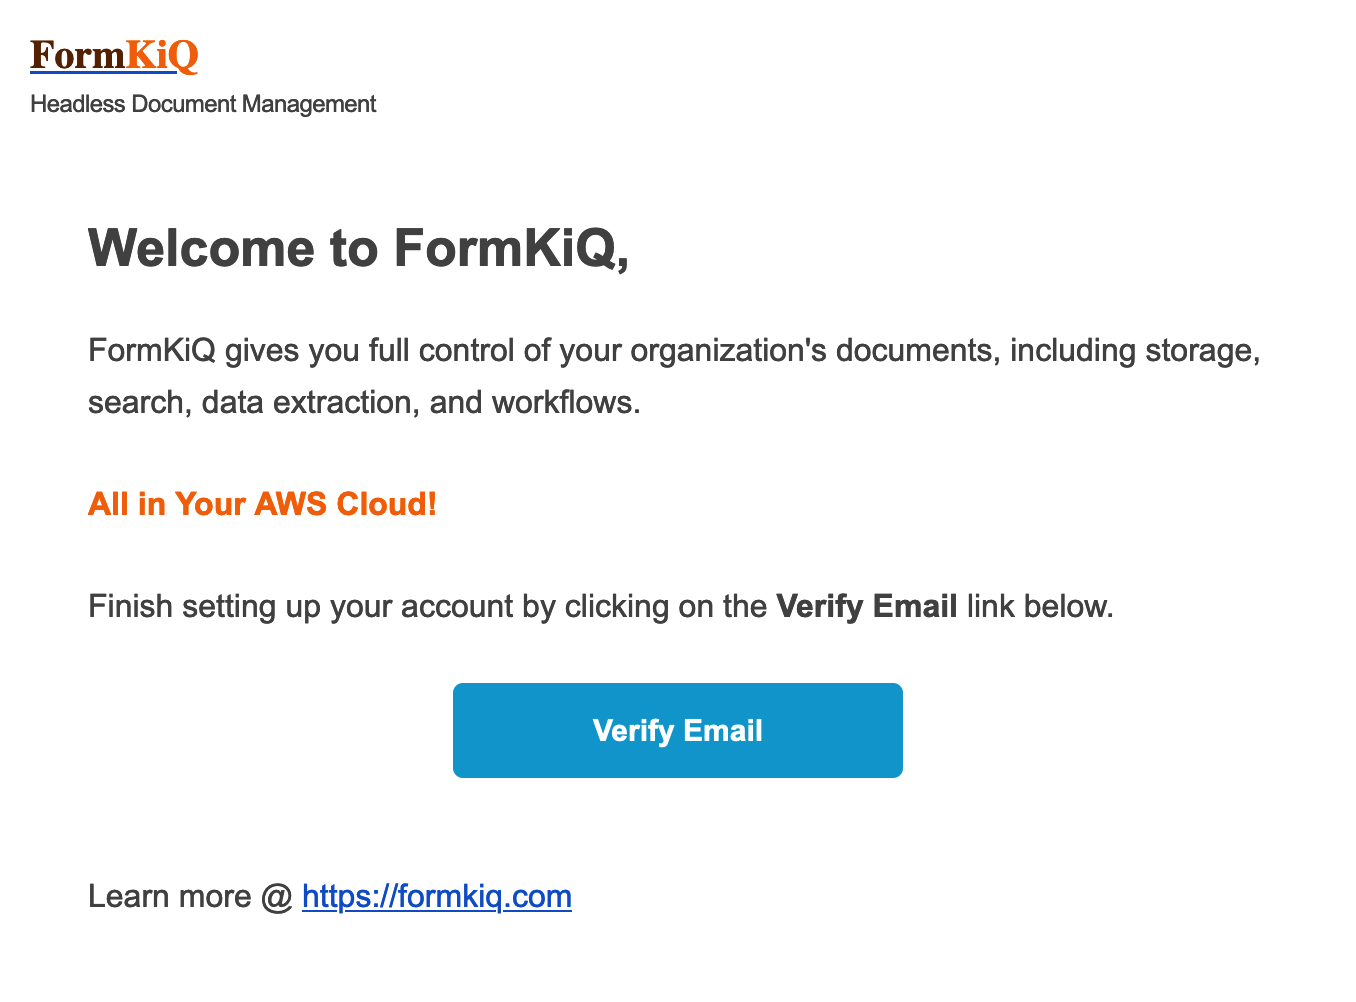 FormKiQ
Headless Document Management
Welcome to FormKiQ,
FormKiQ gives you full control of your organization's documents, including storage,
search, data extraction, and workflows.
All in Your AWS Cloud!
Finish setting up your account by clicking on the Verify Email link below.
Verify Email
Learn more @ https://formkiq.com